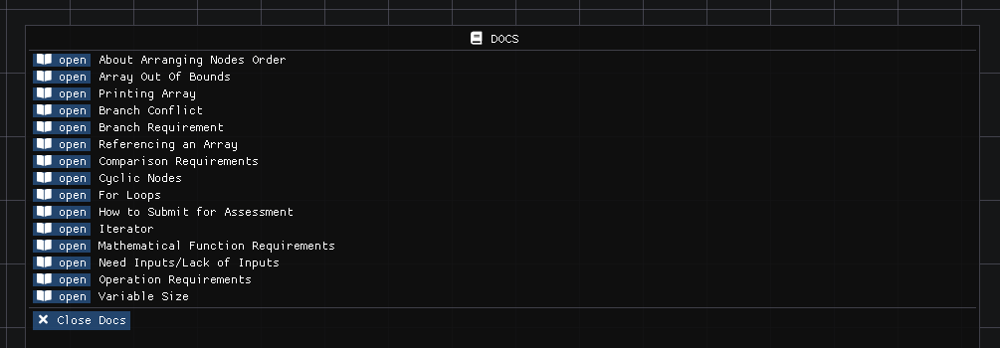 DOCS
open About Arranging Nodes Order
open Array Out Of Bounds
open Printing Array
open Branch Conflict
open Branch Requirement
open Referencing an Array
open Comparison Requirements
open Cyclic Nodes
open For Loops
open How to Submit for Assessment
open Iterator
open Mathematical Function Requirements
open Need Inputs/Lack of Inputs
open Operation Requirements
open Variable Size
Close Docs